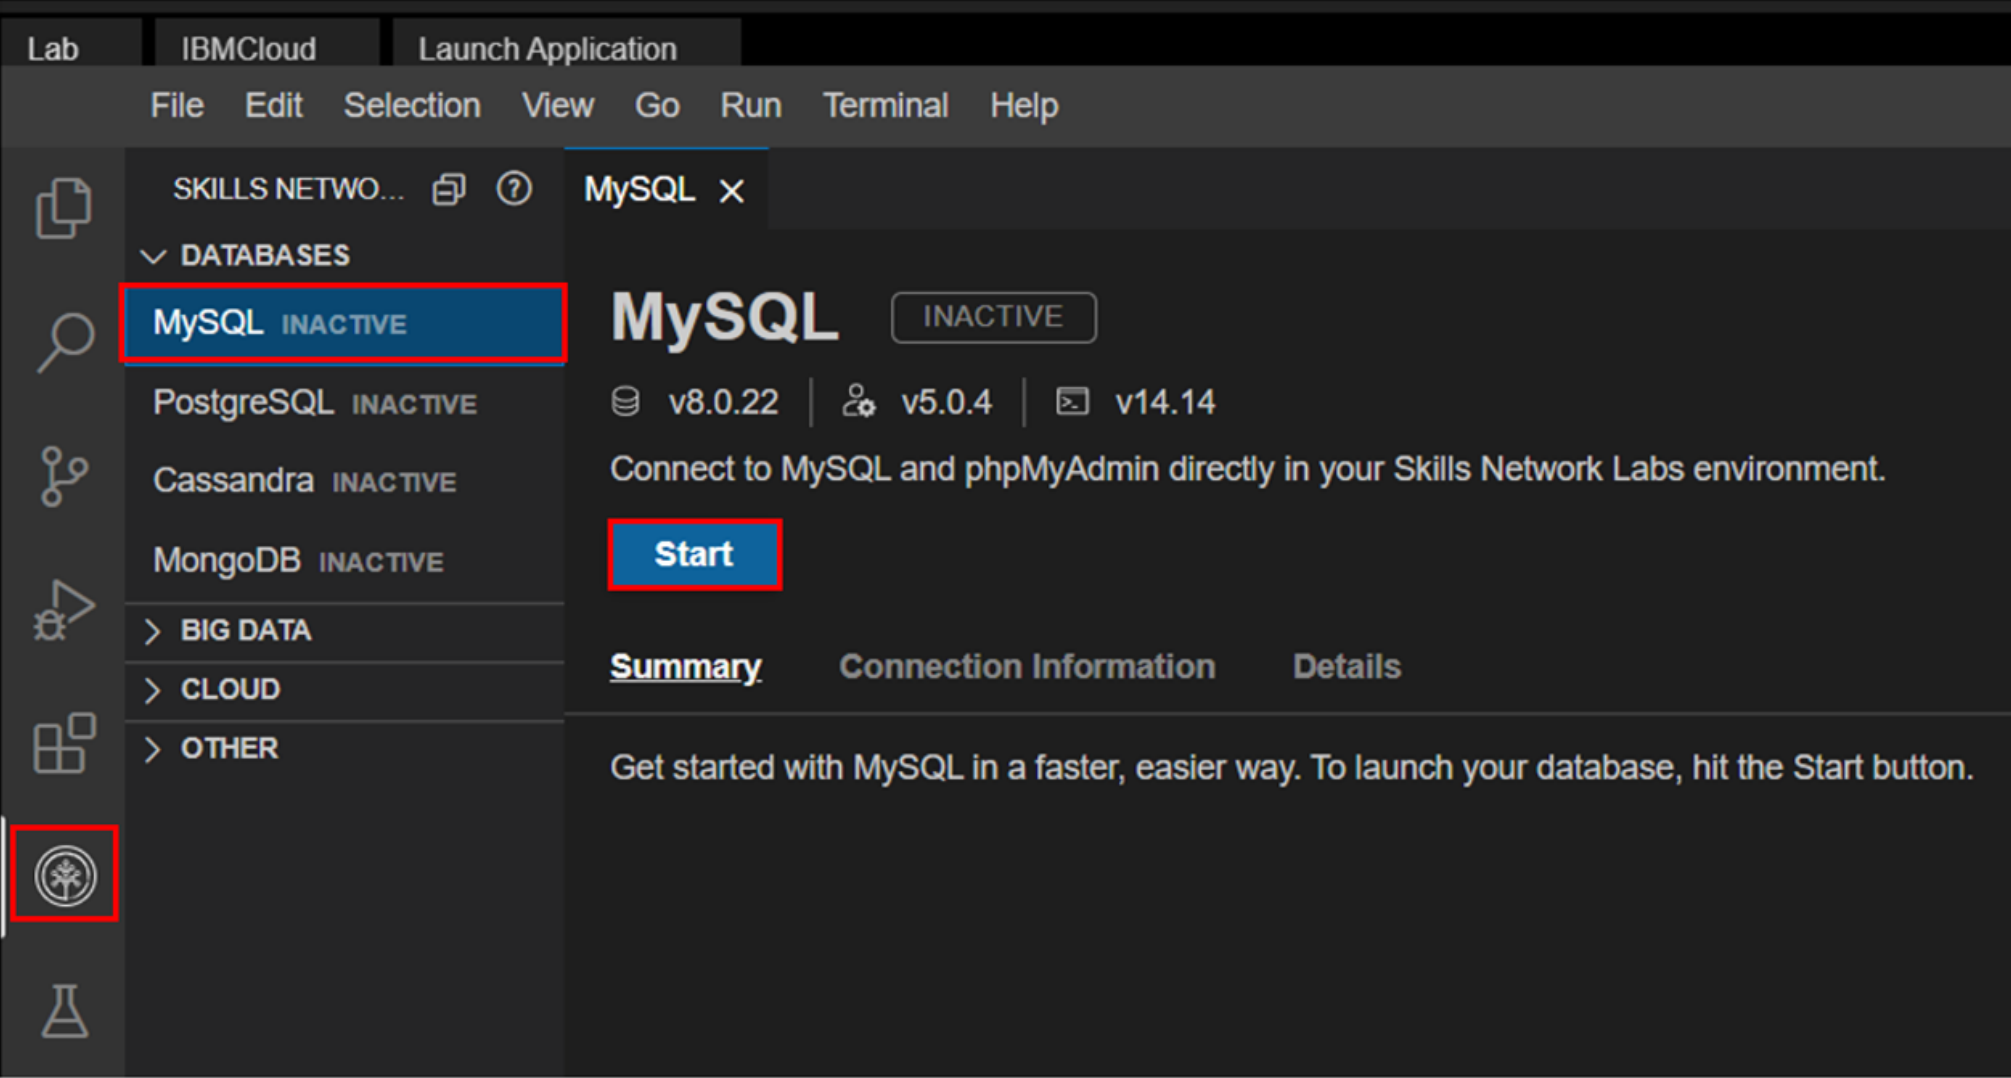 Lab IBMCloud Launch Application
File Edit Selection View Go Run Terminal Help
SKILLS NETWO...
DATABASES
MySQL INACTIVE
PostgreSQL INACTIVE
Cassandra INACTIVE
MongoDB INACTIVE
BIG DATA
CLOUD
OTHER
MySQL
MySQL INACTIVE
v8.0.22 v5.0.4 v14.14
Connect to MySQL and phpMyAdmin directly in your Skills Network Labs environment.
Start
Summary Connection Information Details
Get started with MySQL in a faster, easier way. To launch your database, hit the Start button.